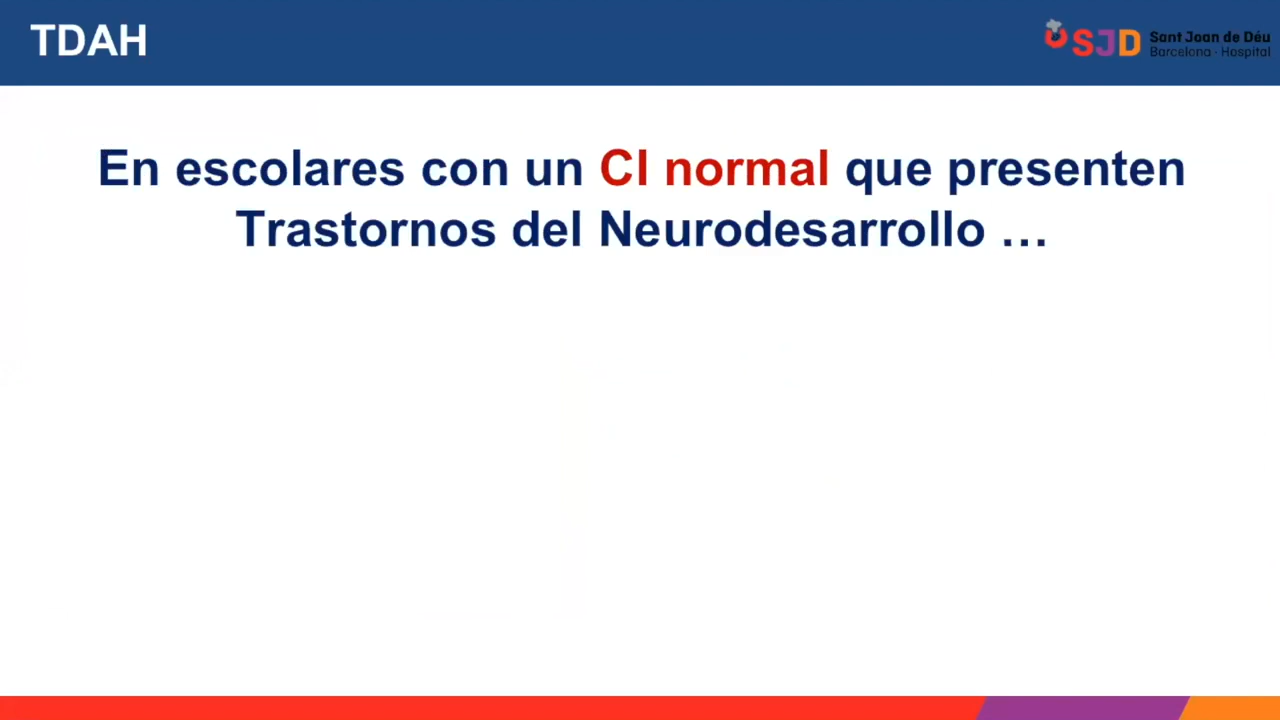 TDAH
SJD
Sant Joan de Déu
Barcelona · Hospital
En escolares con un CI normal que presenten
Trastornos del Neurodesarrollo …